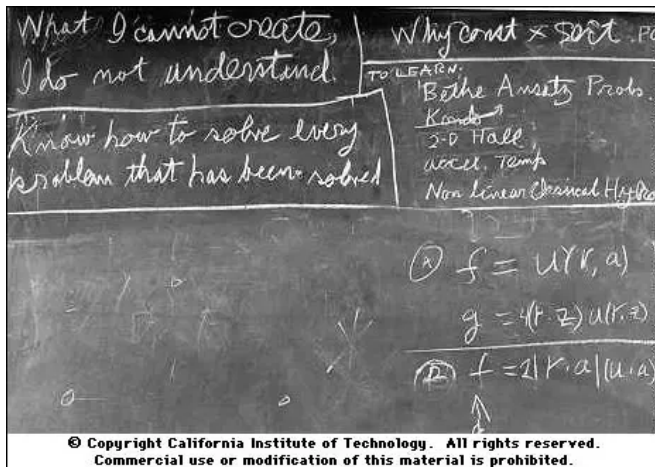 What I cannot create,
I do not understand.
Know how to solve every
problem that has been solved
Why const × sort . PO
TO LEARN:
Bethe Ansatz Probs.
Kondo
2-D Hall
accel. Temp
Non linear Classical Hydro
f = u(r, a)
g = 4(r·z) u(r, z)
f = 2|r·a|(u·a)
© Copyright California Institute of Technology. All rights reserved.
Commercial use or modification of this material is prohibited.